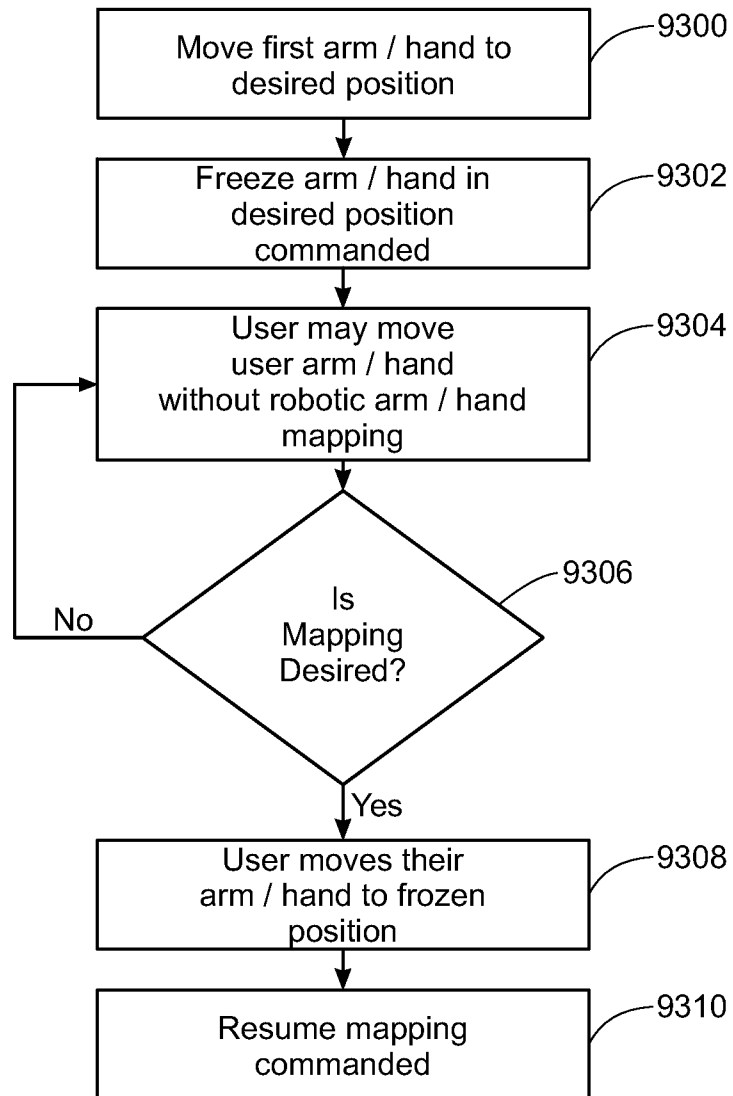 Move first arm / hand to
desired position
9300
Freeze arm / hand in
desired position
commanded
9302
User may move
user arm / hand
without robotic arm / hand
mapping
9304
Is
Mapping
Desired?
9306
No
Yes
User moves their
arm / hand to frozen
position
9308
Resume mapping
commanded
9310